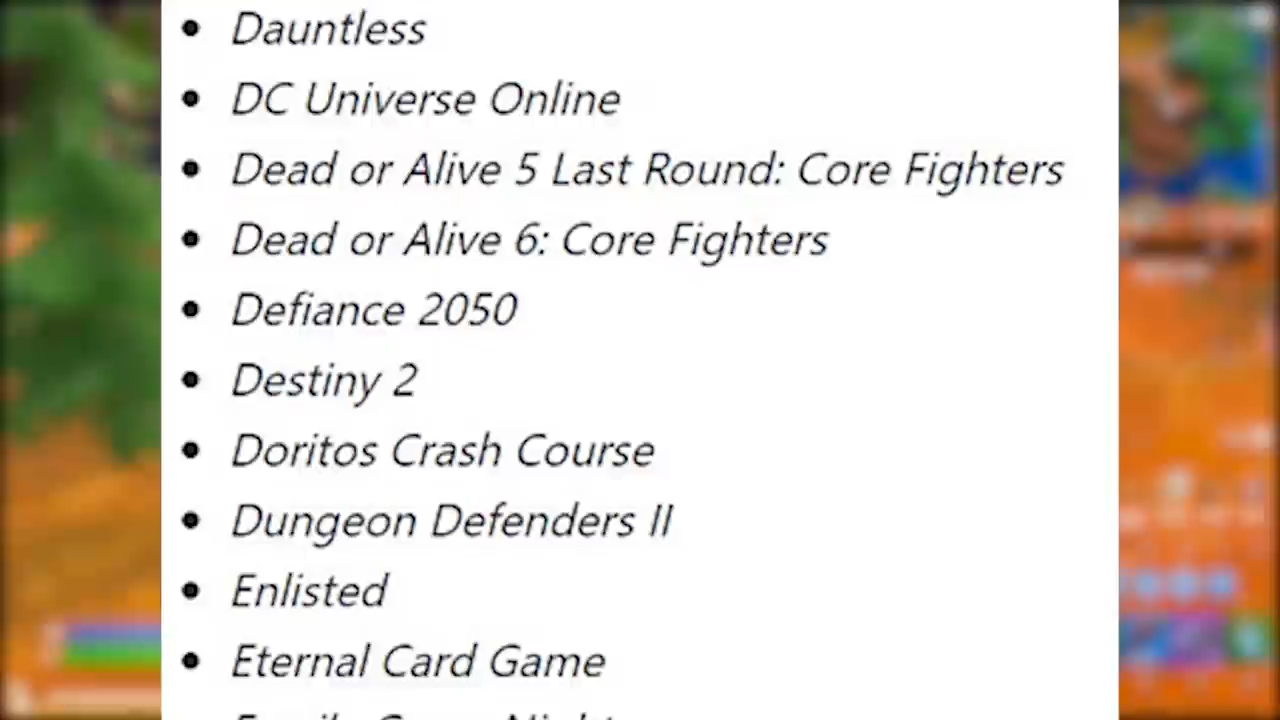 • Dauntless
• DC Universe Online
• Dead or Alive 5 Last Round: Core Fighters
• Dead or Alive 6: Core Fighters
• Defiance 2050
• Destiny 2
• Doritos Crash Course
• Dungeon Defenders II
• Enlisted
• Eternal Card Game